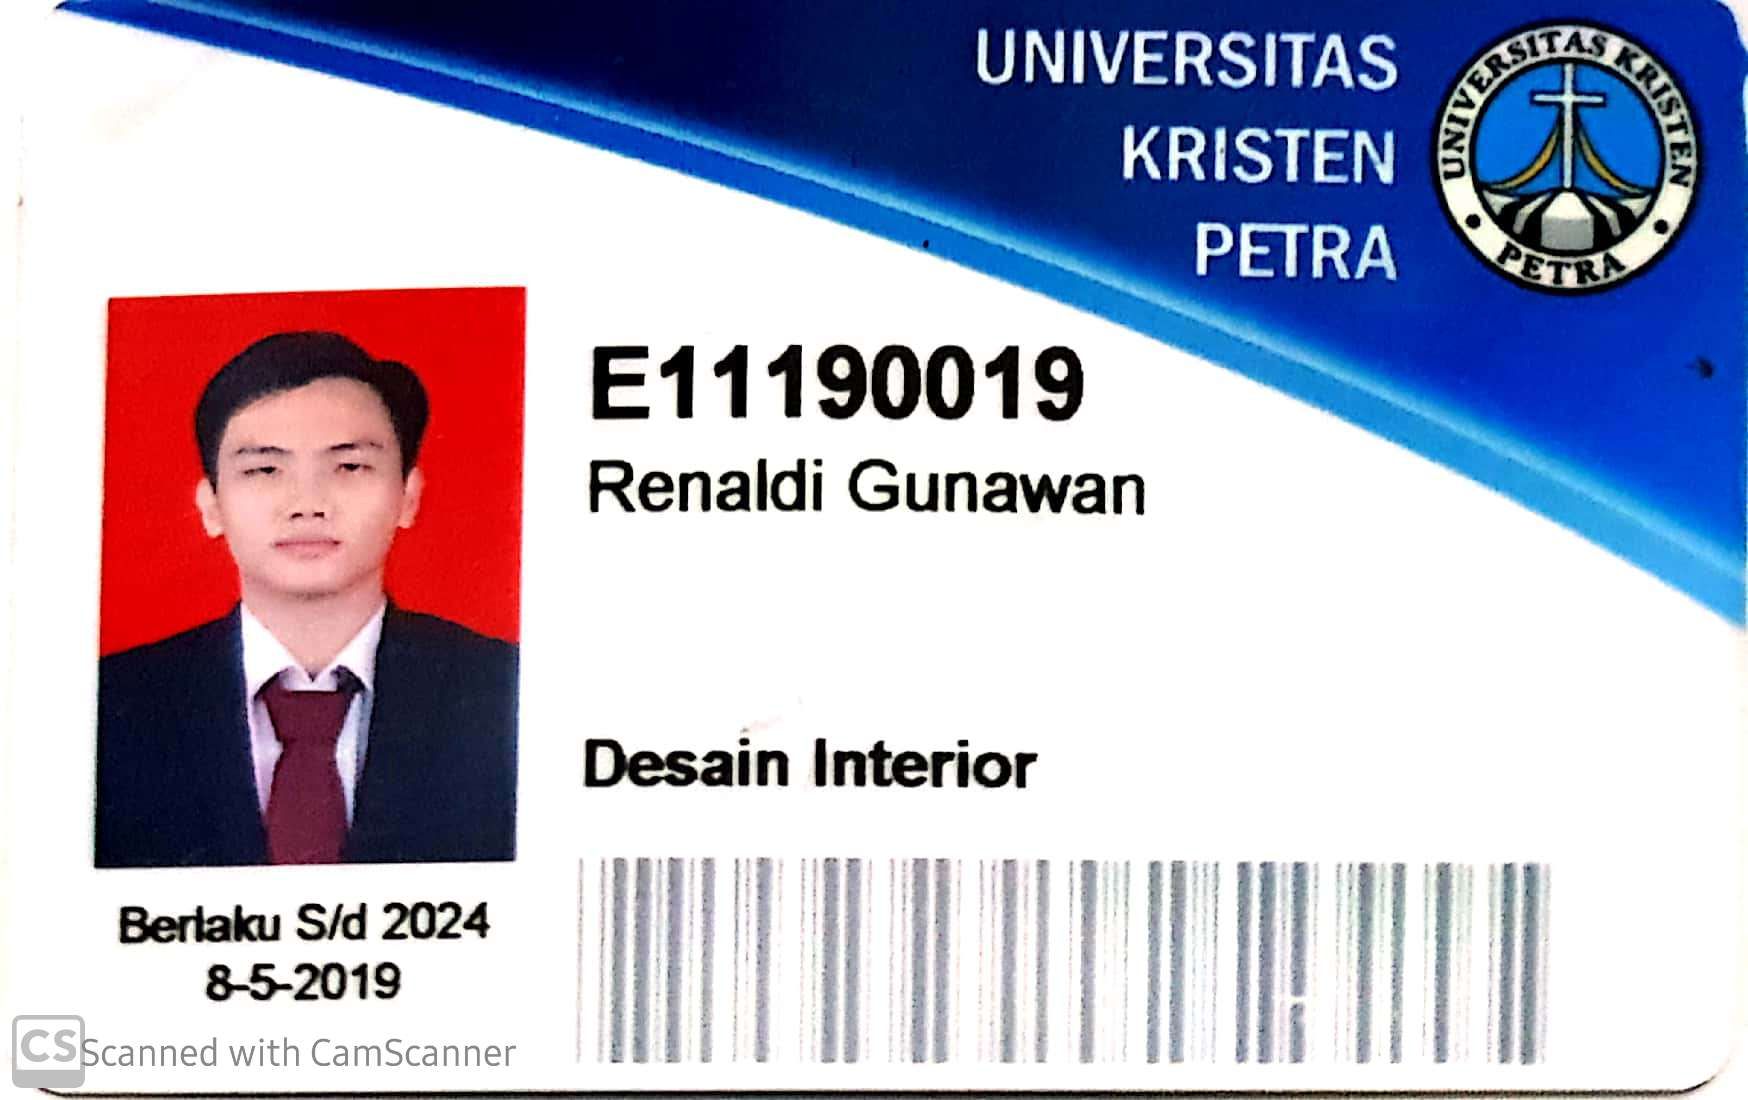 UNIVERSITAS
KRISTEN
PETRA
UNIVERSITAS KRISTEN
PETRA
E11190019
Renaldi Gunawan
Desain Interior
Berlaku S/d 2024
8-5-2019
CS Scanned with CamScanner